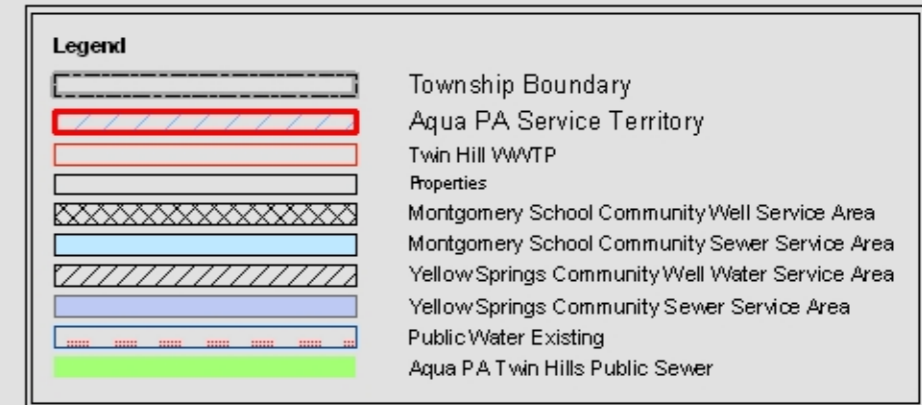 Legend
Township Boundary
Aqua PA Service Territory
Twin Hill WWTP
Properties
Montgomery School Community Well Service Area
Montgomery School Community Sewer Service Area
Yellow Springs Community Well Water Service Area
Yellow Springs Community Sewer Service Area
Public Water Existing
Aqua PA Twin Hills Public Sewer